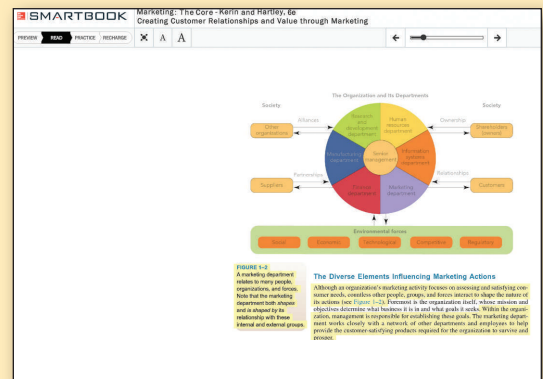 SMARTBOOK
Marketing: The Core - Kerin and Hartley, 6e
Creating Customer Relationships and Value through Marketing
PREVIEW READ PRACTICE RECHARGE A A
The Organization and Its Departments
Society Society
Alliances Ownership
Other
organizations
Research
and
development
department
Human
resources
department
Shareholders
(owners)
Manufacturing
department
Senior
management
Information
systems
department
Partnerships Relationships
Suppliers
Finance
department
Marketing
department
Customers
Environmental forces
Social Economic Technological Competitive Regulatory
FIGURE 1–2
A marketing department
relates to many people,
organizations, and forces.
Note that the marketing
department both shapes
and is shaped by its
relationship with these
internal and external groups.
The Diverse Elements Influencing Marketing Actions
Although an organization's marketing activity focuses on assessing and satisfying con-
sumer needs, countless other people, groups, and forces interact to shape the nature of
its actions (see Figure 1–2). Foremost is the organization itself, whose mission and
objectives determine what business it is in and what goals it seeks. Within the organi-
zation, management is responsible for establishing these goals. The marketing depart-
ment works closely with a network of other departments and employees to help
provide the customer-satisfying products required for the organization to survive and
prosper.